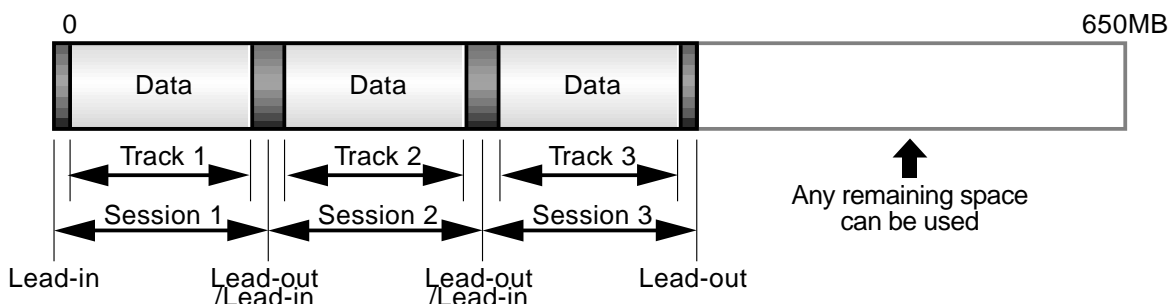 0
650MB
Data
Data
Data
Track 1
Track 2
Track 3
Any remaining space
can be used
Session 1
Session 2
Session 3
Lead-in
Lead-out
/Lead-in
Lead-out
/Lead-in
Lead-out